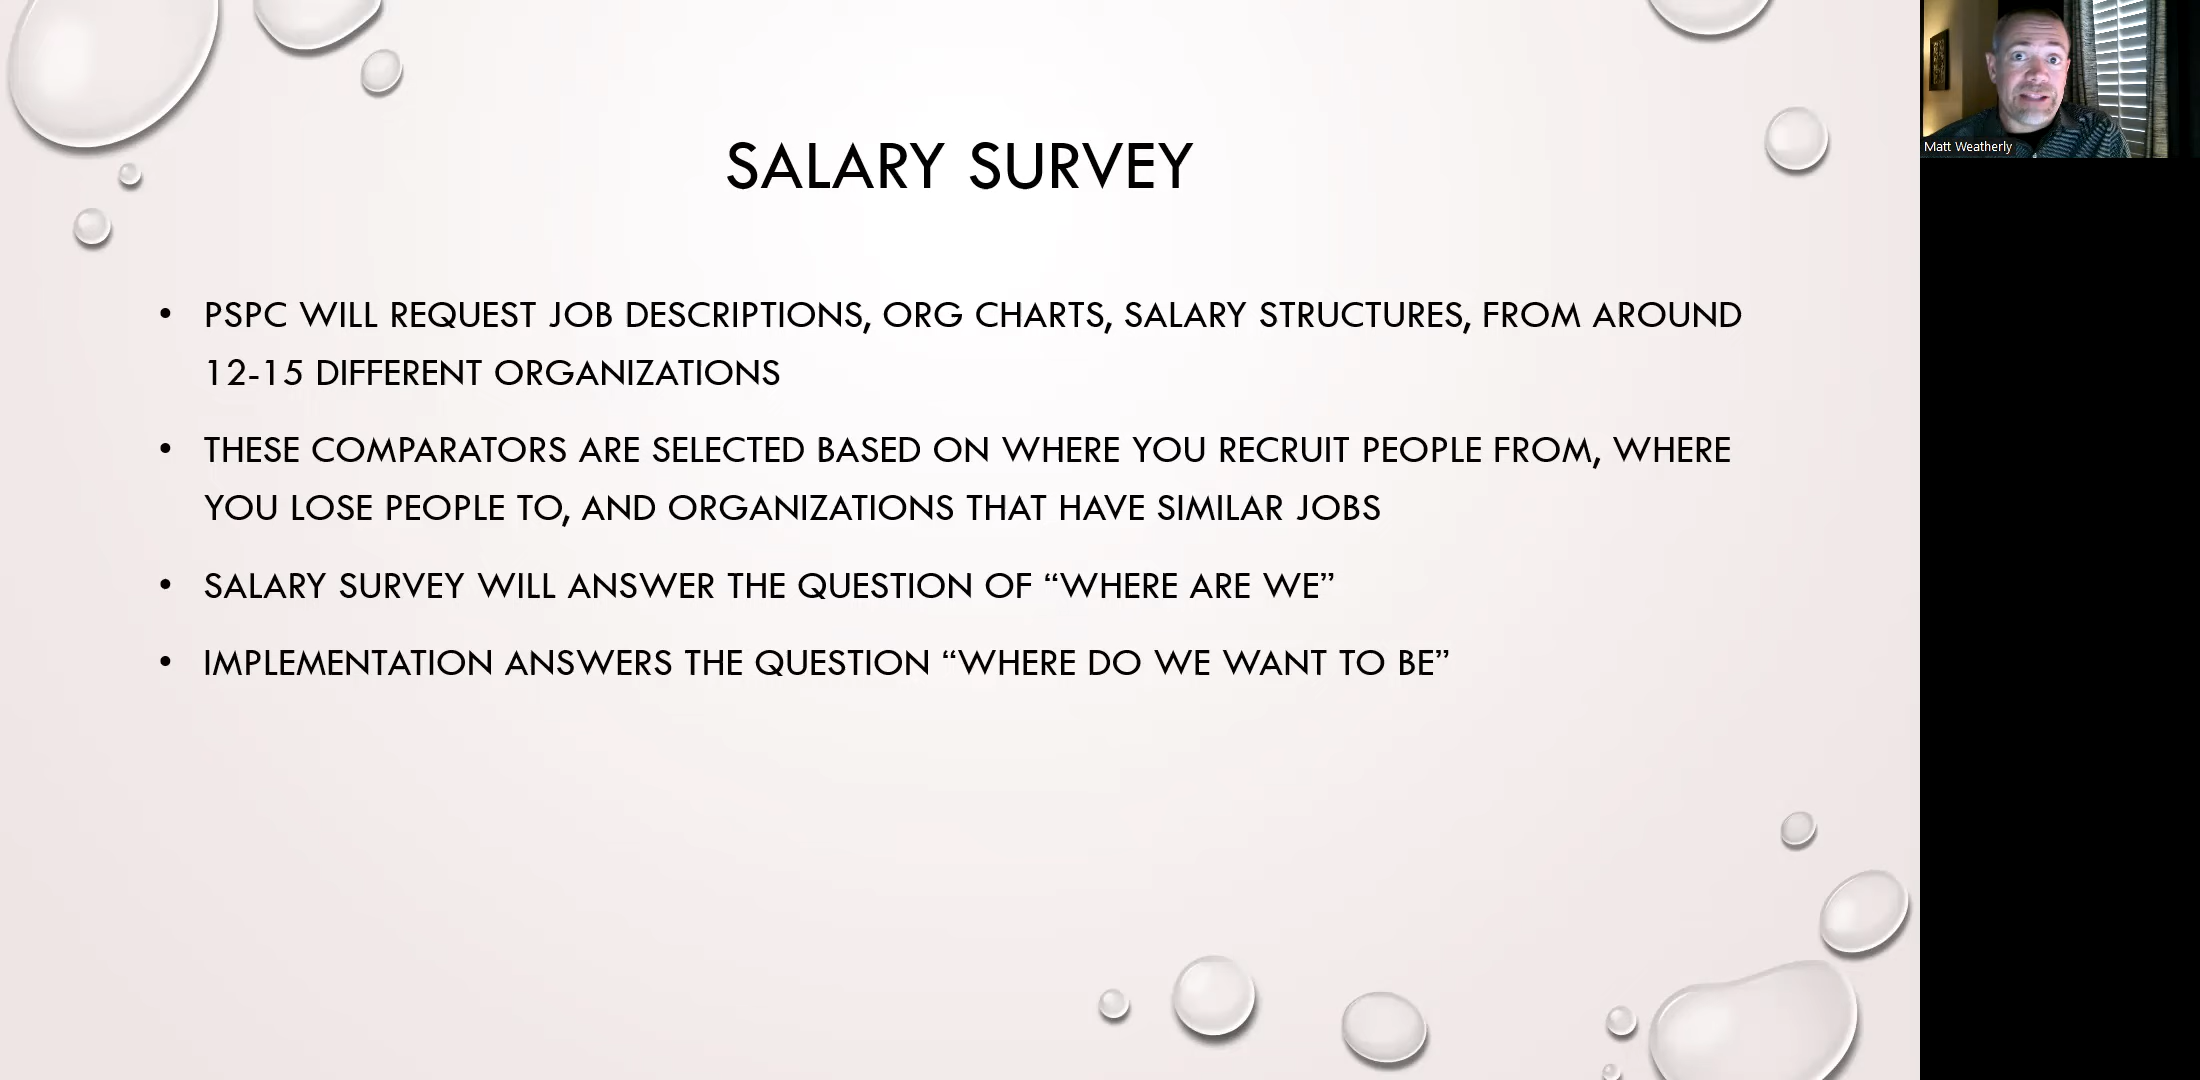 SALARY SURVEY
• PSPC WILL REQUEST JOB DESCRIPTIONS, ORG CHARTS, SALARY STRUCTURES, FROM AROUND
12-15 DIFFERENT ORGANIZATIONS
• THESE COMPARATORS ARE SELECTED BASED ON WHERE YOU RECRUIT PEOPLE FROM, WHERE
YOU LOSE PEOPLE TO, AND ORGANIZATIONS THAT HAVE SIMILAR JOBS
• SALARY SURVEY WILL ANSWER THE QUESTION OF “WHERE ARE WE”
• IMPLEMENTATION ANSWERS THE QUESTION “WHERE DO WE WANT TO BE”
Matt Weatherly